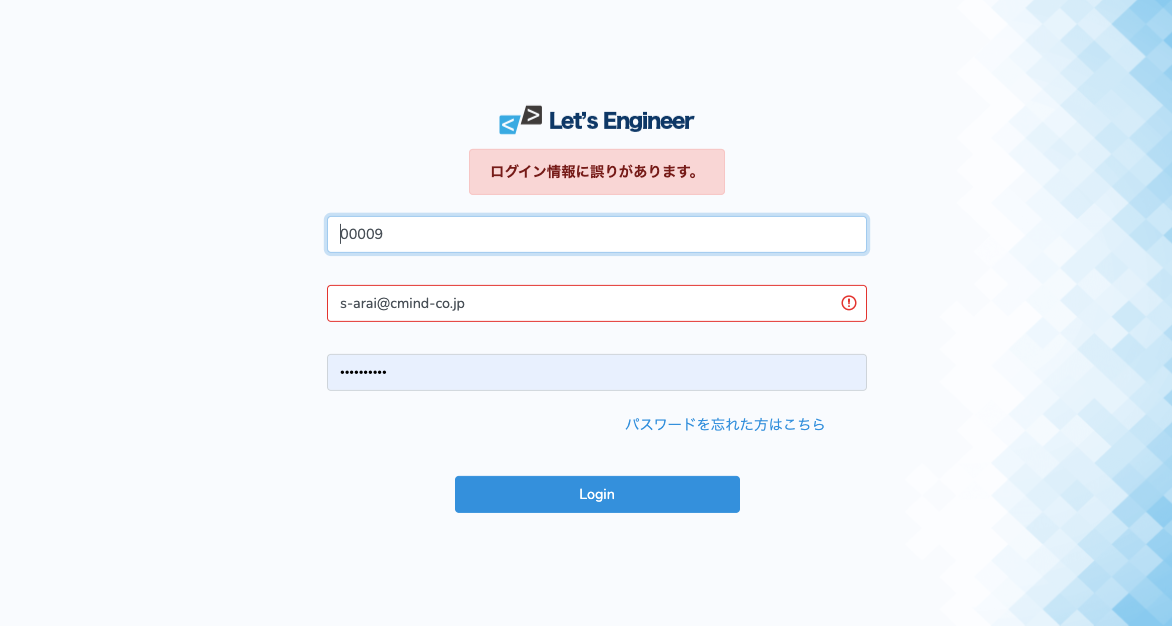 Let's Engineer
ログイン情報に誤りがあります。
00009
s-arai@cmind-co.jp
••••••••••
パスワードを忘れた方はこちら
Login